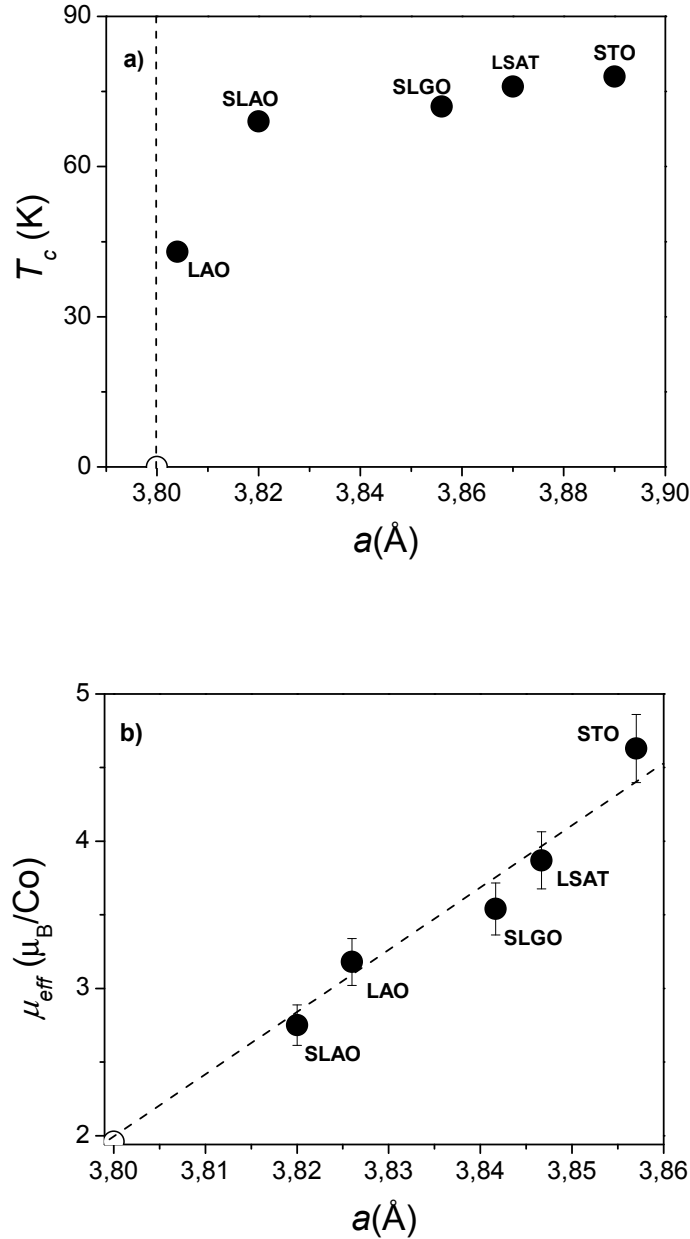 90
a)
STO
LSAT
SLGO
SLAO
60
T_c (K)
LAO
30
0
3,80 3,82 3,84 3,86 3,88 3,90
a(Å)
5
b)
STO
4
LSAT
SLGO
μ_eff (μ_B/Co)
3
LAO
SLAO
2
3,80 3,81 3,82 3,83 3,84 3,85 3,86
a(Å)